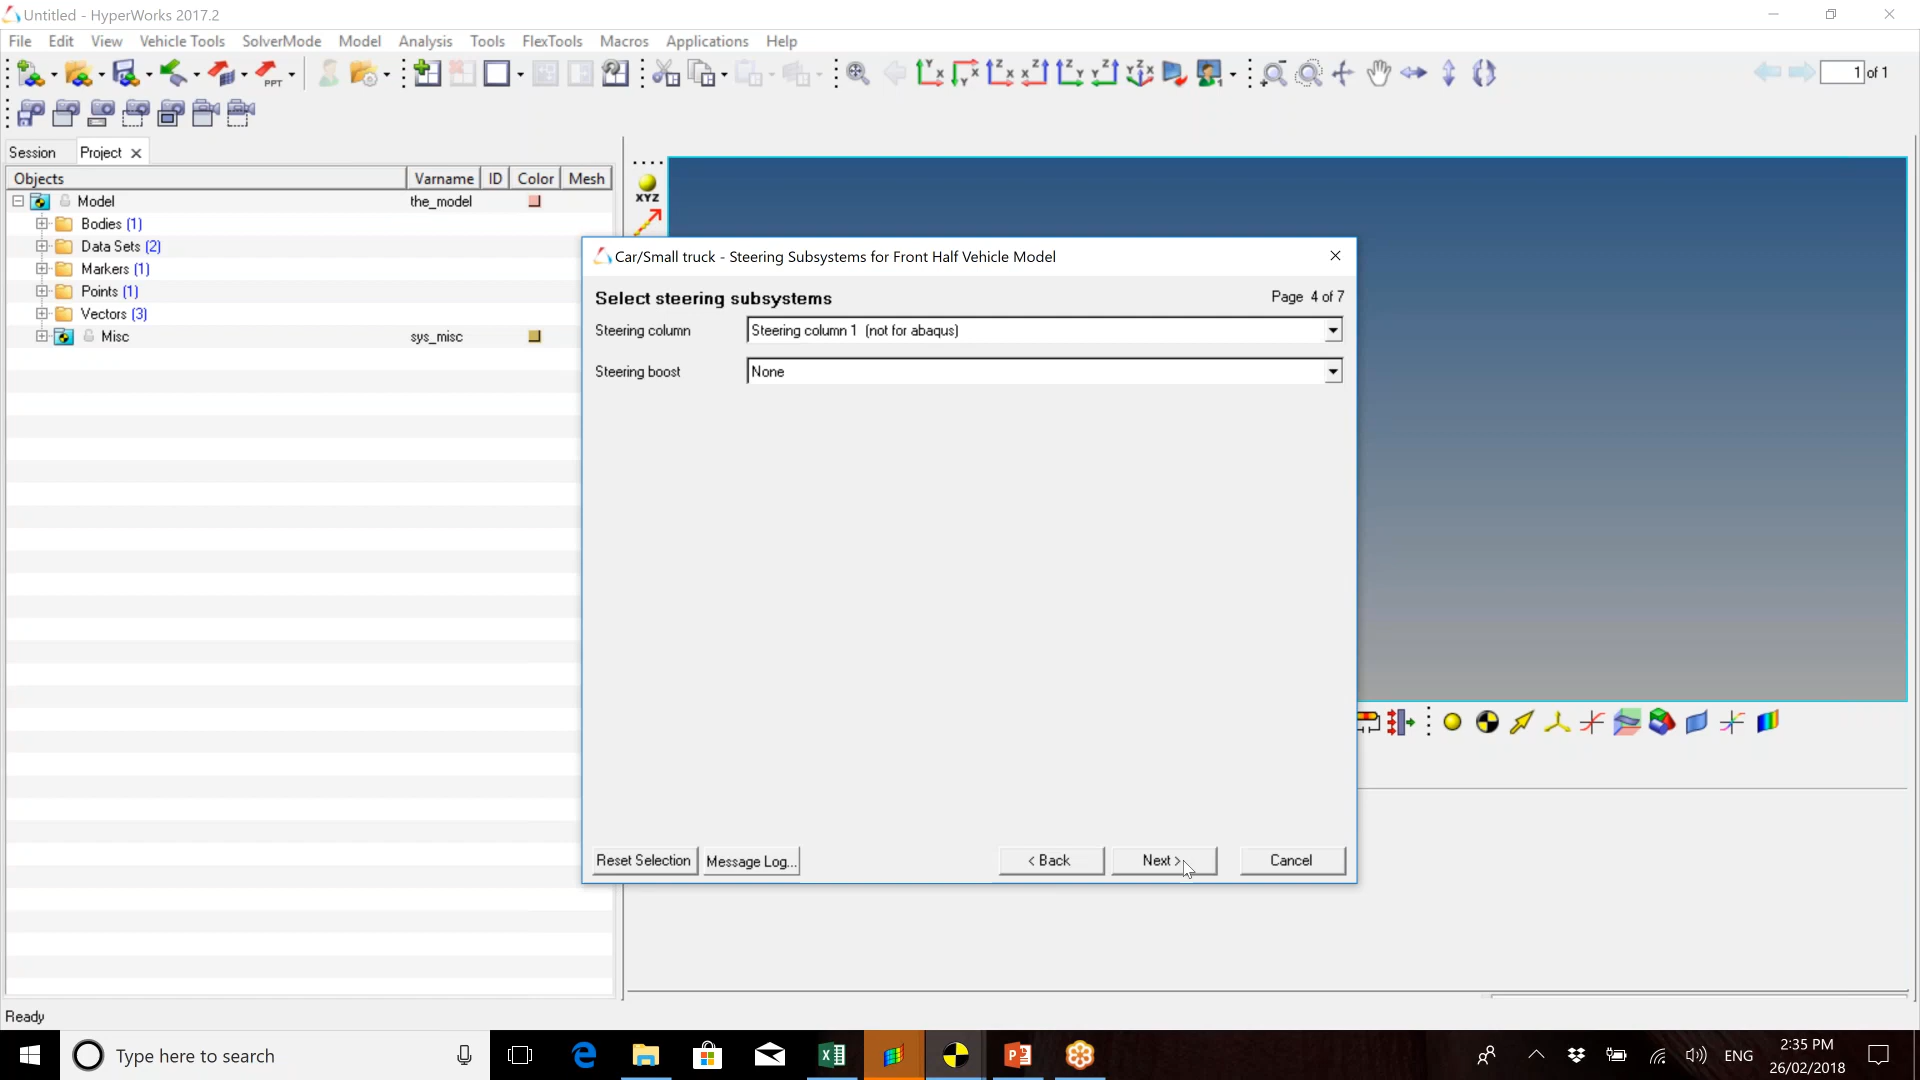 Untitled - HyperWorks 2017.2
File Edit View Vehicle Tools SolverMode Model Analysis Tools FlexTools Macros Applications Help
PPT
1 of 1
Session Project
Objects Varname ID Color Mesh
Model the_model
Bodies (1)
Data Sets (2)
Markers (1)
Points (1)
Vectors (3)
Misc sys_misc
XYZ
Car/Small truck - Steering Subsystems for Front Half Vehicle Model
Select steering subsystems Page 4 of 7
Steering column Steering column 1 (not for abaqus)
Steering boost None
Reset Selection Message Log... < Back Next > Cancel
Ready
Type here to search
ENG
2:35 PM
26/02/2018